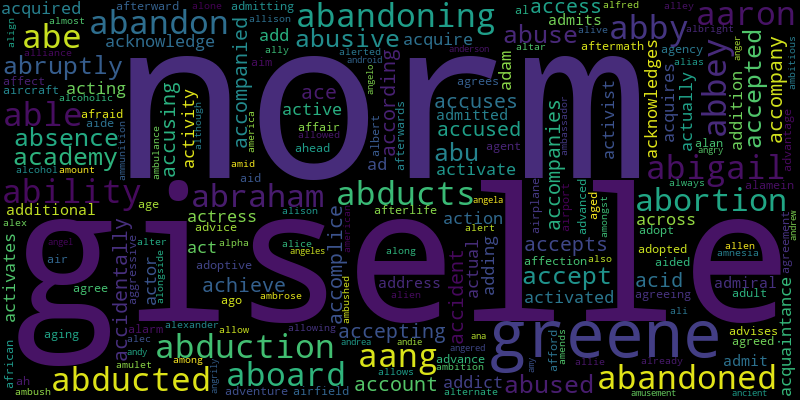 acquired almost afterward alone admitting allison al access alfred alley
align abe abandon acknowledge abandoning ally add abusive acquire abuse admits alerted altar alive aftermath abby agency alias aaron albright
alliance abruptly accompanied according anderson anger ambitious
affect aircraft acting alcoholic accusing android angelo aim ace adam accuses agrees activist acknowledges abbey addition accepted accompany
norm
able afraid ammunition activity although active affair allowed admitted accused ambassador acquires actually advantage
absence aide ambulance america ahead albert afterwards abu agent accompanies alan angry
academy alcohol amount amid ad activate abigail alamein
ability abraham aid abducts angela airplane airport advanced aged amongst always abortion
additional age actress alison afterlife action across andrew
alex advice accomplice along alert accepts adopt agreement
activates angel air accidentally aggressive alter alongside actor act alpha alice angeles american address actual adding affection also adopted allen amnesia
giselle
agree adoptive achieve alien accident accept aided acid admiral
aging ago ambrose ambushed activated agreeing ali adult acquaintance
alarm alexander allow allowing accepting ana greene advises agreed
african abduction alec andy among andrea andie angered aang advance any afford amends allie already admit
ah amulet abducted angrily aboard allows account ambition addict abused abandoned
ambush adventure airfield alternate amusement ancient